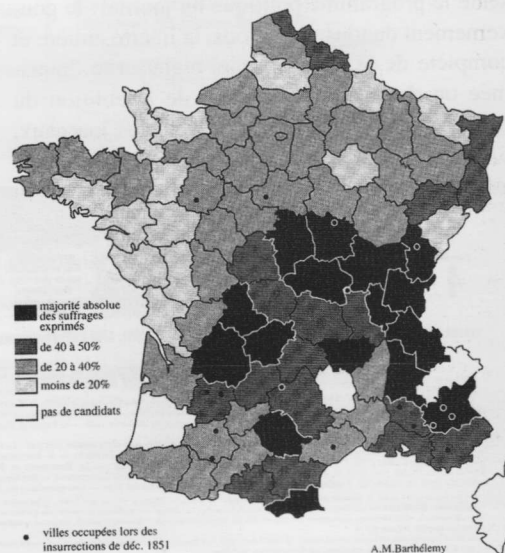 majorité absolue
des suffrages
exprimés
de 40 à 50%
de 20 à 40%
moins de 20%
pas de candidats
villes occupées lors des
insurrections de déc. 1851
A.M.Barthélemy